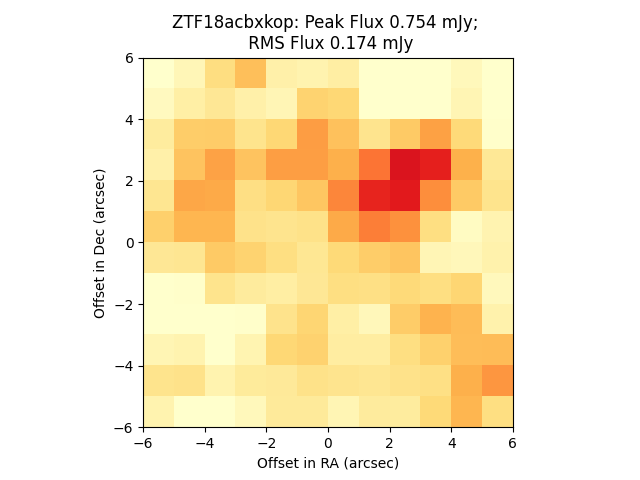 ZTF18acbxkop: Peak Flux 0.754 mJy;
RMS Flux 0.174 mJy
6
4
2
0
−2
−4
−6
Offset in Dec (arcsec)
−6 −4 −2 0 2 4 6
Offset in RA (arcsec)